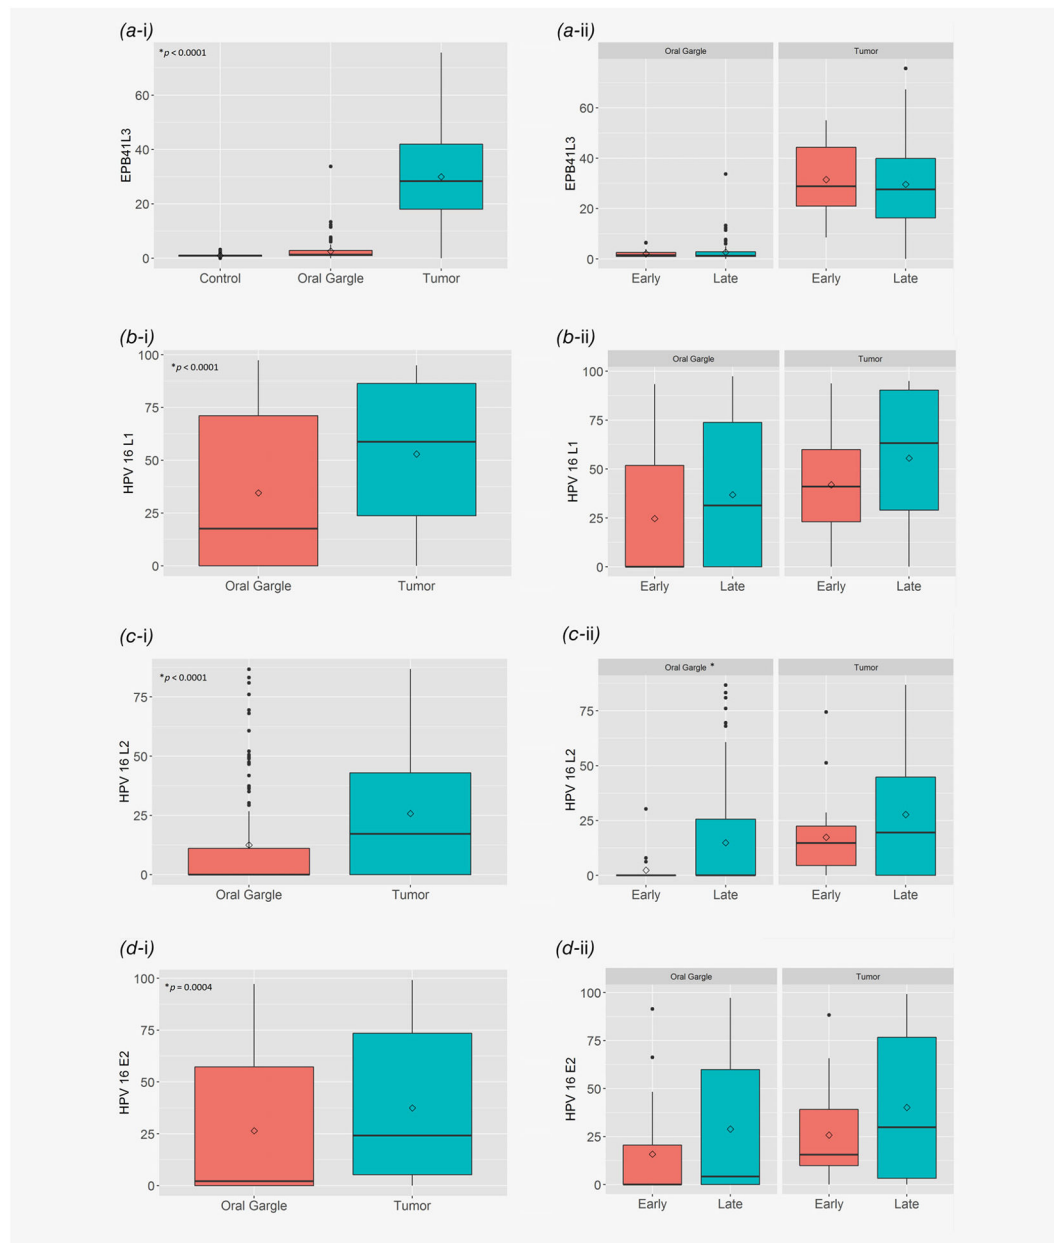 (a-i)
(a-ii)
*p < 0.0001
EPB41L3
60
40
20
0
Control
Oral Gargle
Tumor
Oral Gargle
Tumor
EPB41L3
60
40
20
0
Early
Late
Early
Late
(b-i)
(b-ii)
*p < 0.0001
HPV 16 L1
100
75
50
25
0
Oral Gargle
Tumor
Oral Gargle
Tumor
HPV 16 L1
100
75
50
25
0
Early
Late
Early
Late
(c-i)
(c-ii)
*p < 0.0001
HPV 16 L2
75
50
25
0
Oral Gargle
Tumor
Oral Gargle *
Tumor
HPV 16 L2
75
50
25
0
Early
Late
Early
Late
(d-i)
(d-ii)
*p = 0.0004
HPV 16 E2
100
75
50
25
0
Oral Gargle
Tumor
Oral Gargle
Tumor
HPV 16 E2
100
75
50
25
0
Early
Late
Early
Late